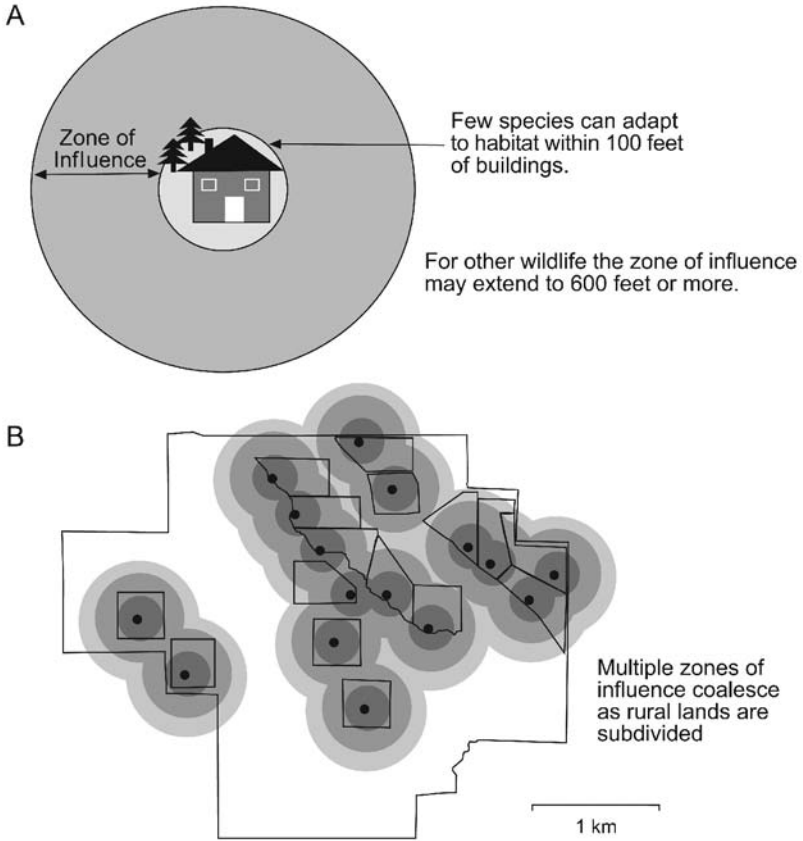 A
Zone of
Influence
Few species can adapt
to habitat within 100 feet
of buildings.
For other wildlife the zone of influence
may extend to 600 feet or more.
B
Multiple zones of
influence coalesce
as rural lands are
subdivided
1 km